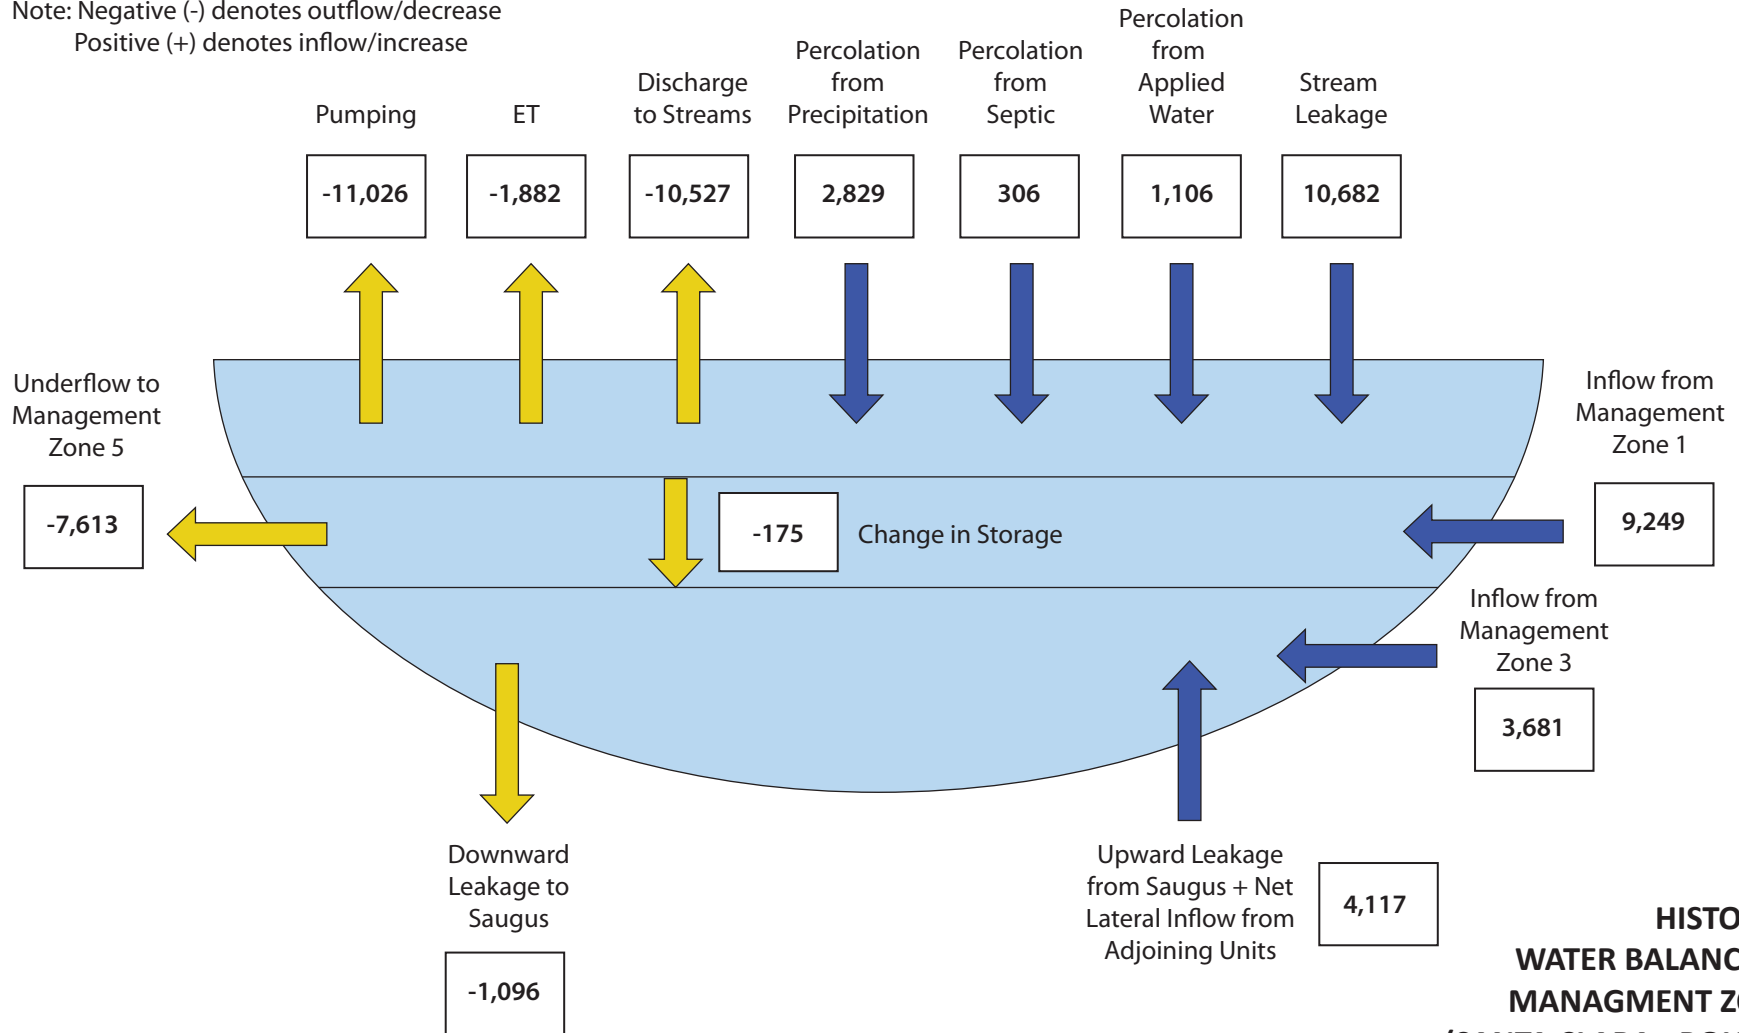 Note: Negative (-) denotes outflow/decrease
Positive (+) denotes inflow/increase
Pumping
-11,026
ET
-1,882
Discharge
to Streams
-10,527
Percolation
from
Precipitation
2,829
Percolation
from
Septic
306
Percolation
from
Applied
Water
1,106
Stream
Leakage
10,682
Underflow to
Management
Zone 5
-7,613
-175
Change in Storage
Inflow from
Management
Zone 1
9,249
Inflow from
Management
Zone 3
3,681
Downward
Leakage to
Saugus
-1,096
Upward Leakage
from Saugus + Net
Lateral Inflow from
Adjoining Units
4,117
HISTO
WATER BALANC
MANAGMENT ZO